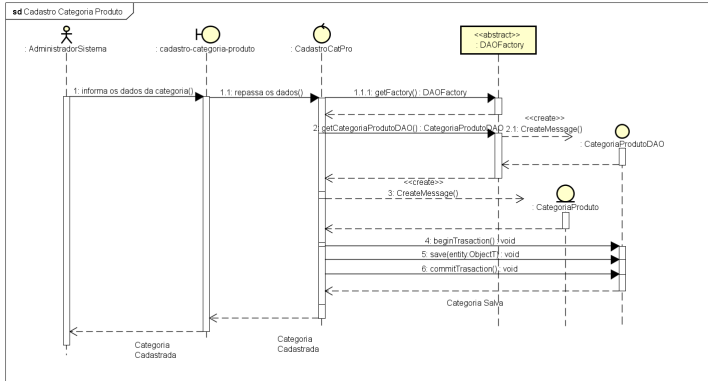 sd Cadastro Categoria Produto
: AdministradorSistema
: cadastro-categoria-produto
: CadastroCatPro
<<abstract>>
: DAOFactory
1: informa os dados da categoria()
1.1: repassa os dados()
1.1.1: getFactory() : DAOFactory
2: getCategoriaProdutoDAO() : CategoriaProdutoDAO
<<create>>
2.1: CreateMessage()
: CategoriaProdutoDAO
<<create>>
3: CreateMessage()
: CategoriaProduto
4: beginTrasaction() : void
5: save(entity:ObjectT) : void
6: commitTrasaction() : void
Categoria Salva
Categoria
Cadastrada
Categoria
Cadastrada